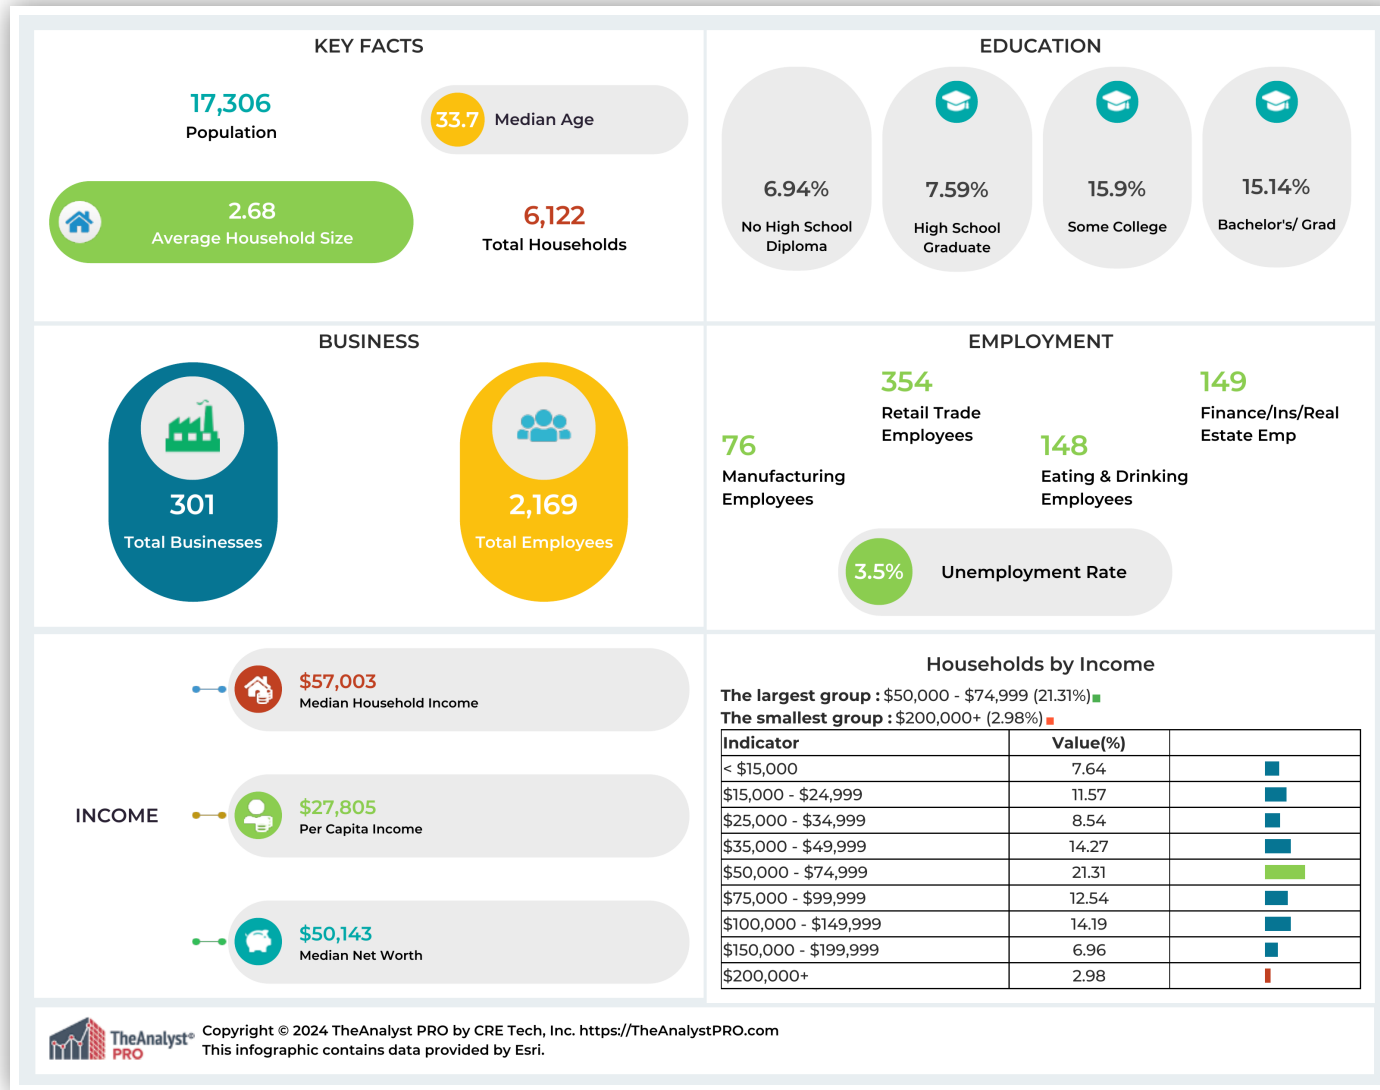 KEY FACTS
17,306
Population
33.7
Median Age
2.68
Average Household Size
6,122
Total Households
EDUCATION
6.94%
No High School
Diploma
7.59%
High School
Graduate
15.9%
Some College
15.14%
Bachelor's/ Grad
BUSINESS
301
Total Businesses
2,169
Total Employees
EMPLOYMENT
76
Manufacturing
Employees
354
Retail Trade
Employees
148
Eating & Drinking
Employees
149
Finance/Ins/Real
Estate Emp
3.5%
Unemployment Rate
INCOME
$57,003
Median Household Income
$27,805
Per Capita Income
$50,143
Median Net Worth
Households by Income
The largest group : $50,000 - $74,999 (21.31%)
The smallest group : $200,000+ (2.98%)
Indicator Value(%)
< $15,000 7.64
$15,000 - $24,999 11.57
$25,000 - $34,999 8.54
$35,000 - $49,999 14.27
$50,000 - $74,999 21.31
$75,000 - $99,999 12.54
$100,000 - $149,999 14.19
$150,000 - $199,999 6.96
$200,000+ 2.98
TheAnalyst®
PRO
Copyright © 2024 TheAnalyst PRO by CRE Tech, Inc. https://TheAnalystPRO.com
This infographic contains data provided by Esri.